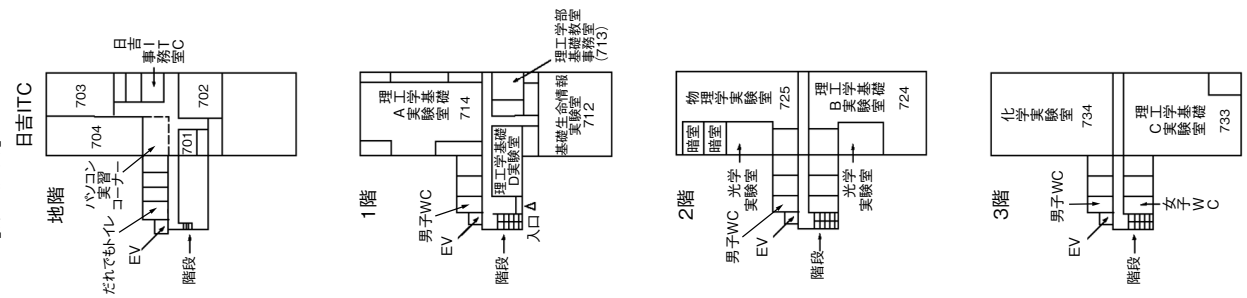 日吉ITC
地階
703
704
日吉ITC
事務室
702
701
パソコン
実習
コーナー
だれでもトイレ
EV
階段
1階
理工学基礎
A実験室
714
理工学部
基礎教室
事務室
(713)
基礎生命情報
実験室
712
理工学基礎
D実験室
男子WC
EV
入口
階段
2階
物理学
実験室
725
暗室
暗室
理工学基礎
B実験室
724
光学
実験室
光学
実験室
男子WC
EV
階段
3階
化学
実験室
734
理工学基礎
C実験室
733
男子WC
女子WC
EV
階段